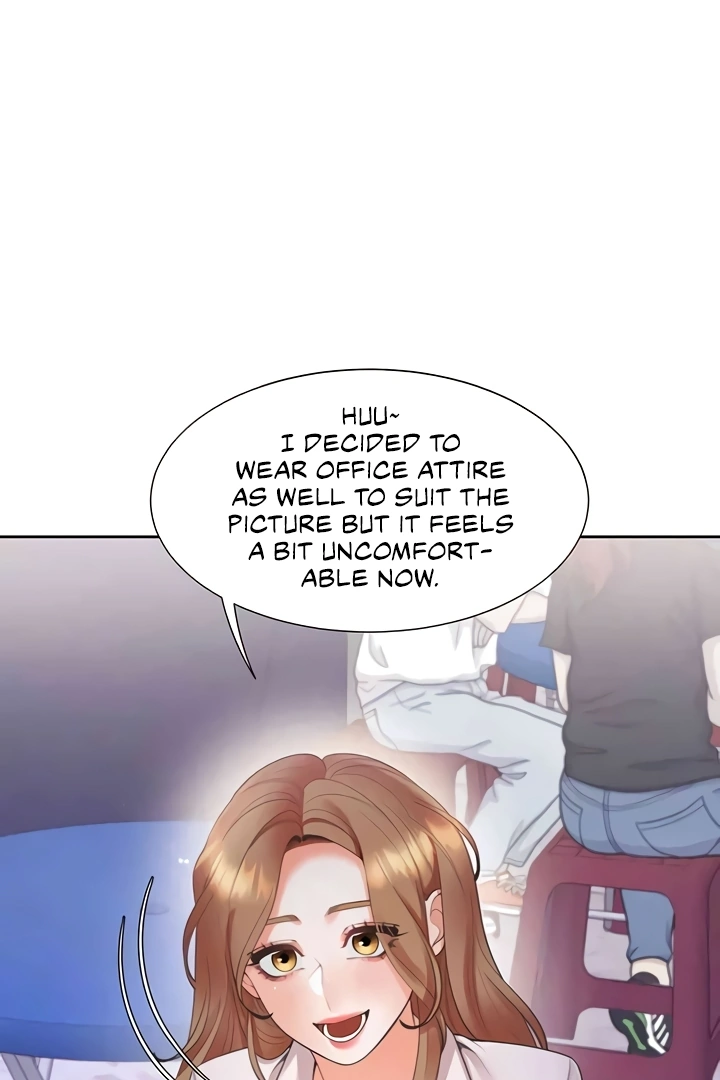 HUU~
I DECIDED TO
WEAR OFFICE ATTIRE
AS WELL TO SUIT THE
PICTURE BUT IT FEELS
A BIT UNCOMFORT-
ABLE NOW.